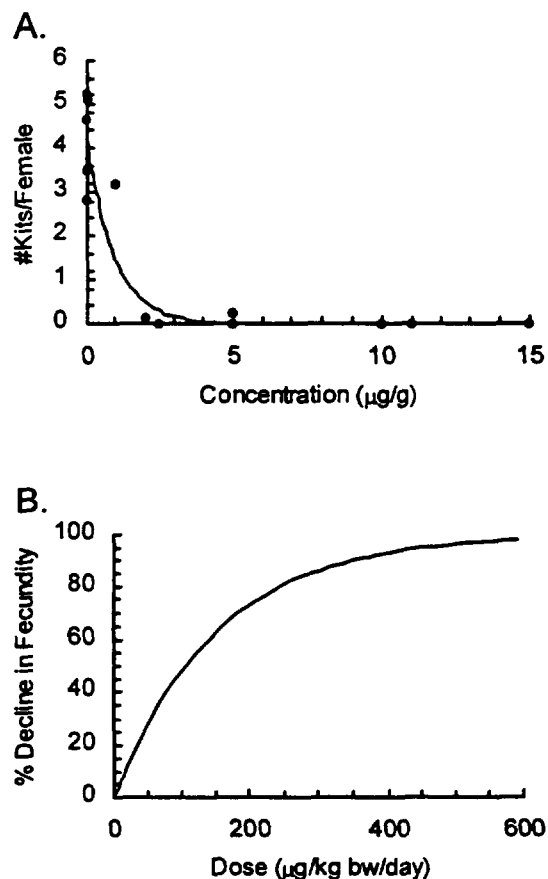 A.
6
5
4
3
2
1
0
#Kits/Female
0 5 10 15
Concentration (µg/g)
B.
100
80
60
40
20
0
% Decline in Fecundity
0 200 400 600
Dose (µg/kg bw/day)